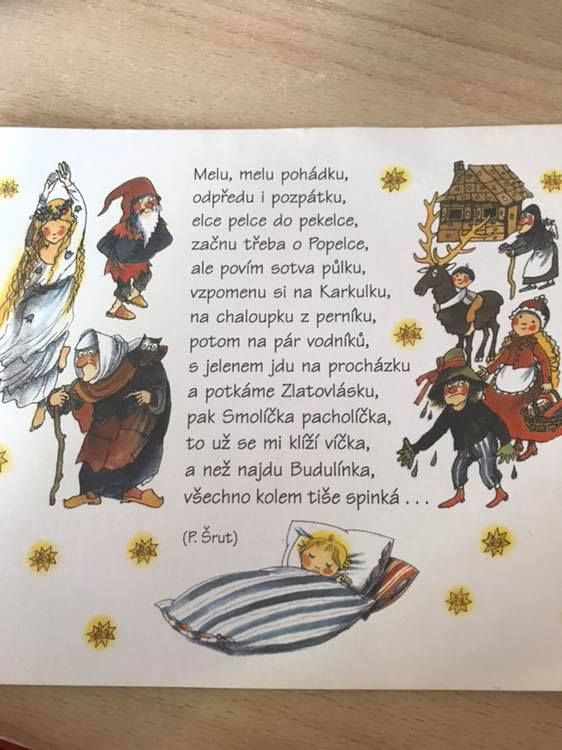 Melu, melu pohádku,
odpředu i pozpátku,
elce pelce do pekelce,
začnu třeba o Popelce,
ale povím sotva půlku,
vzpomenu si na Karkulku,
na chaloupku z perníku,
potom na pár vodníků,
s jelenem jdu na procházku
a potkáme Zlatovlásku,
pak Smolíčka pacholíčka,
to už se mi klíží víčka,
a než najdu Budulínka,
všechno kolem tiše spinká . . .
(P. Šrut)